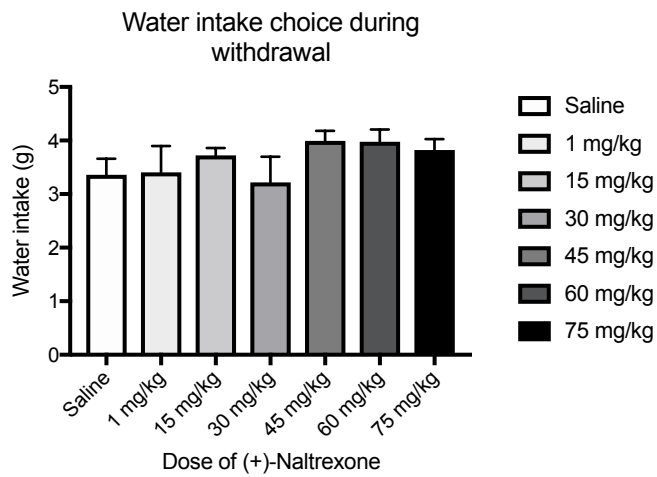 Water intake choice during
withdrawal
5
4
3
2
1
0
Water intake (g)
Saline
1 mg/kg
15 mg/kg
30 mg/kg
45 mg/kg
60 mg/kg
75 mg/kg
Dose of (+)-Naltrexone
Saline
1 mg/kg
15 mg/kg
30 mg/kg
45 mg/kg
60 mg/kg
75 mg/kg